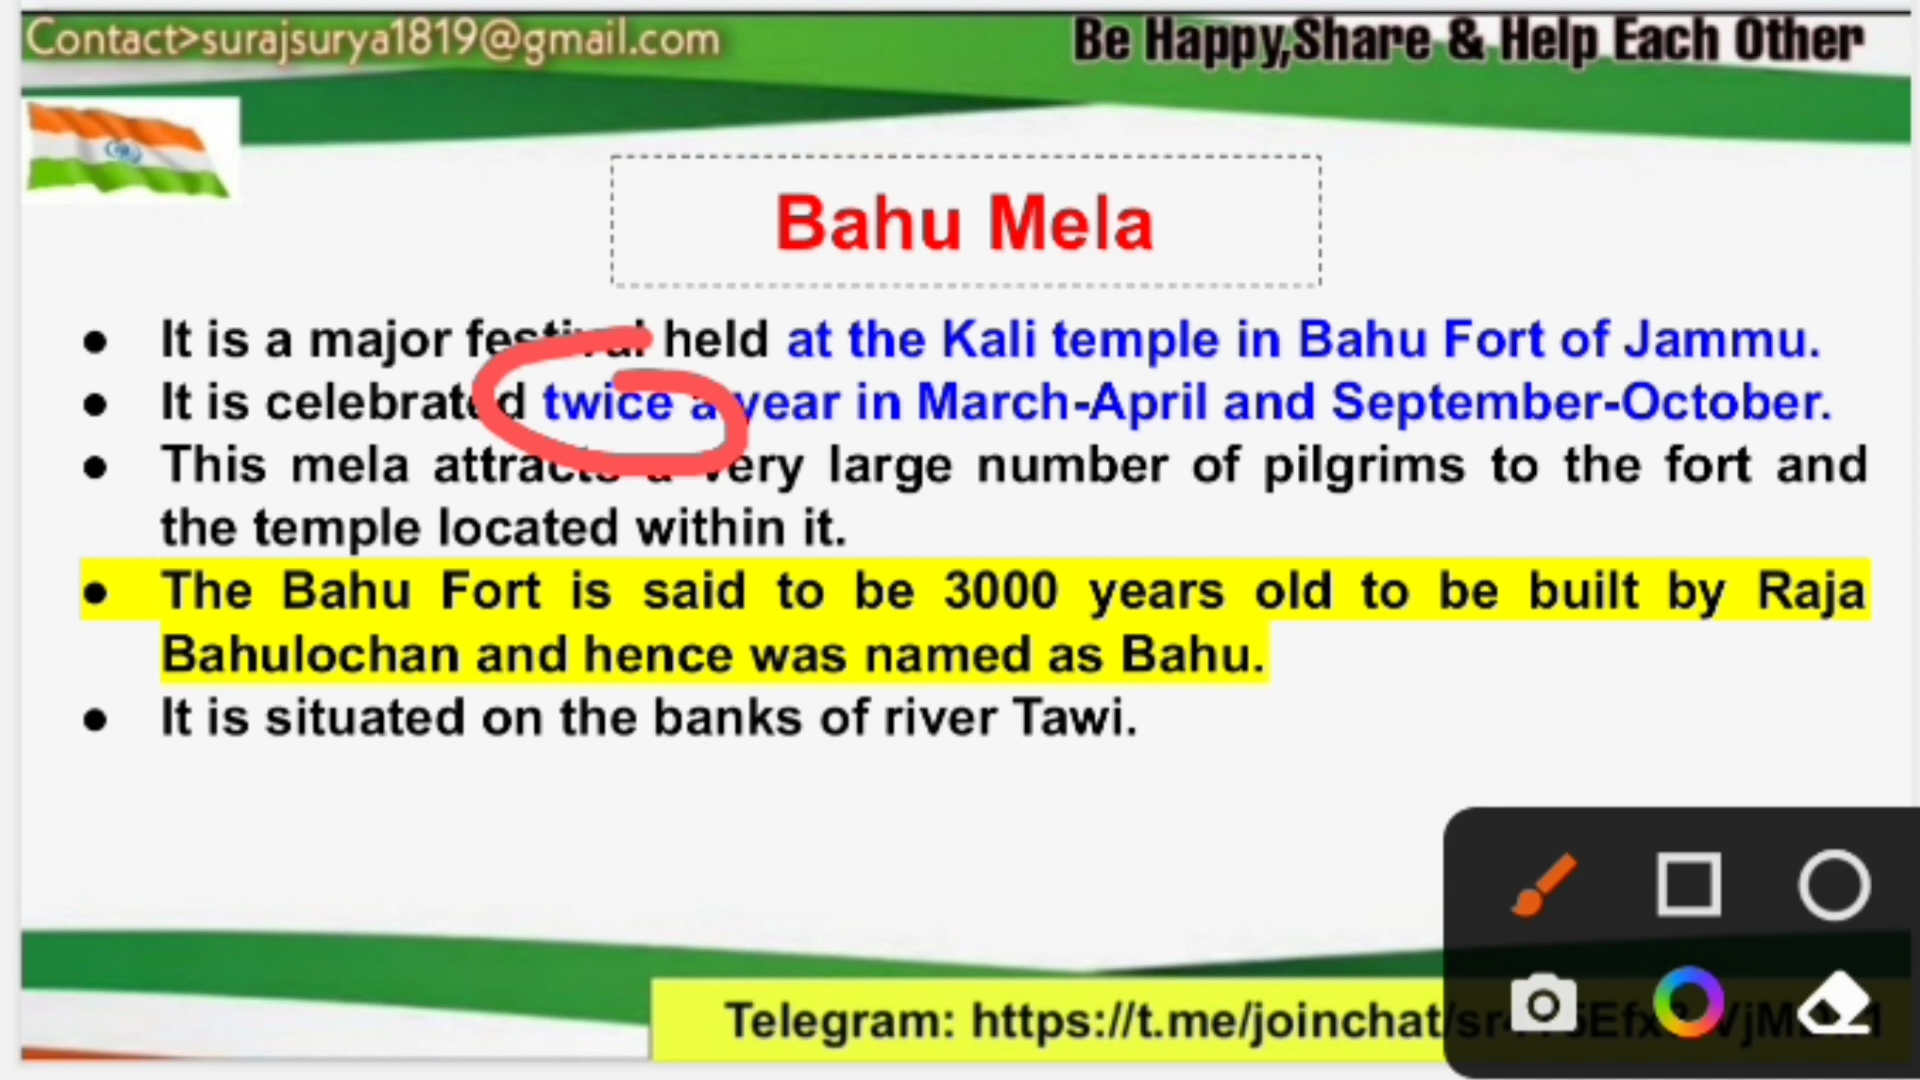 Contact>surajsurya1819@gmail.com
Be Happy,Share & Help Each Other
Bahu Mela
● It is a major festival held at the Kali temple in Bahu Fort of Jammu.
● It is celebrated twice a year in March-April and September-October.
● This mela attracts a very large number of pilgrims to the fort and
the temple located within it.
● The Bahu Fort is said to be 3000 years old to be built by Raja
Bahulochan and hence was named as Bahu.
● It is situated on the banks of river Tawi.
Telegram: https://t.me/joinchat/